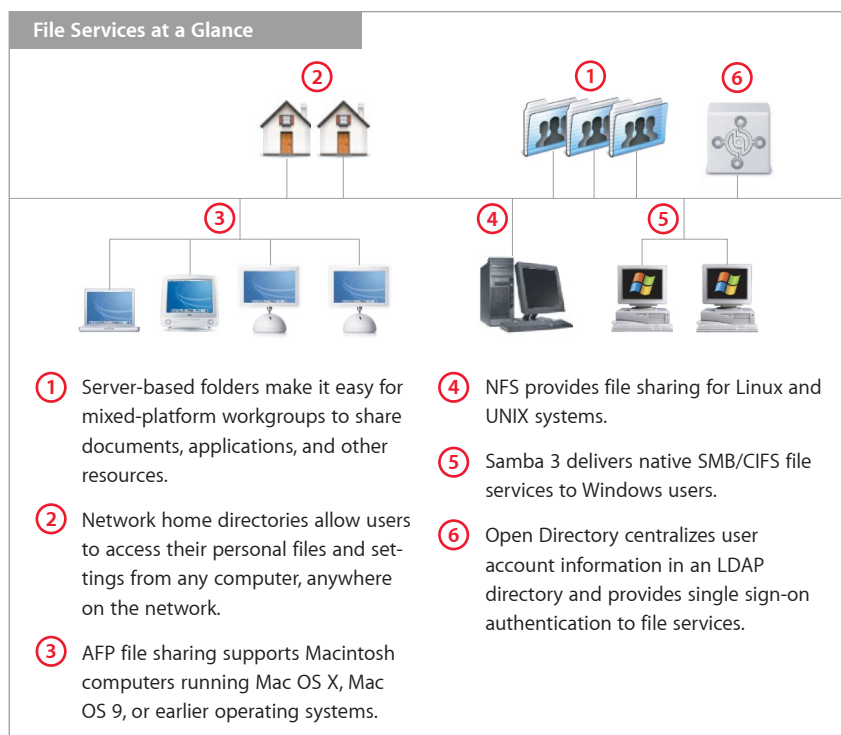 File Services at a Glance
2
1
6
3
4
5
1 Server-based folders make it easy for
mixed-platform workgroups to share
documents, applications, and other
resources.
2 Network home directories allow users
to access their personal files and set-
tings from any computer, anywhere
on the network.
3 AFP file sharing supports Macintosh
computers running Mac OS X, Mac
OS 9, or earlier operating systems.
4 NFS provides file sharing for Linux and
UNIX systems.
5 Samba 3 delivers native SMB/CIFS file
services to Windows users.
6 Open Directory centralizes user
account information in an LDAP
directory and provides single sign-on
authentication to file services.